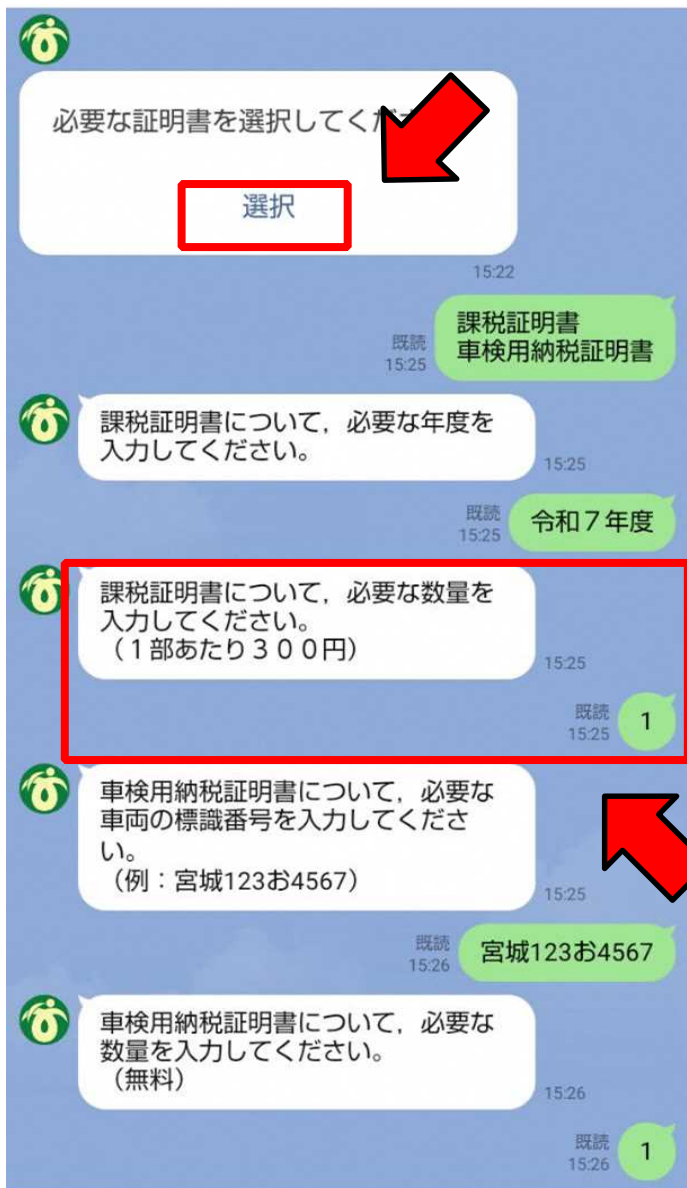 必要な証明書を選択してくだ
選択
15:22
課税証明書
車検用納税証明書
既読
15:25
課税証明書について，必要な年度を
入力してください。
15:25
令和７年度
既読
15:25
課税証明書について，必要な数量を
入力してください。
（１部あたり３００円）
15:25
1
既読
15:25
車検用納税証明書について，必要な
車両の標識番号を入力してくださ
い。
（例：宮城123お4567）
15:25
宮城123お4567
既読
15:26
車検用納税証明書について，必要な
数量を入力してください。
（無料）
15:26
1
既読
15:26